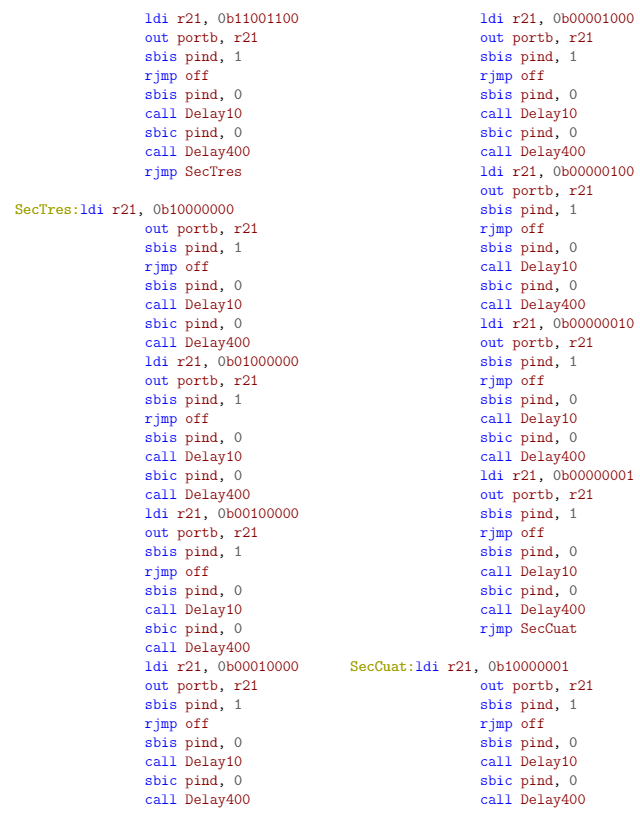 ldi r21, 0b11001100
out portb, r21
sbis pind, 1
rjmp off
sbis pind, 0
call Delay10
sbic pind, 0
call Delay400
rjmp SecTres
SecTres:ldi r21, 0b10000000
out portb, r21
sbis pind, 1
rjmp off
sbis pind, 0
call Delay10
sbic pind, 0
call Delay400
ldi r21, 0b01000000
out portb, r21
sbis pind, 1
rjmp off
sbis pind, 0
call Delay10
sbic pind, 0
call Delay400
ldi r21, 0b00100000
out portb, r21
sbis pind, 1
rjmp off
sbis pind, 0
call Delay10
sbic pind, 0
call Delay400
ldi r21, 0b00010000
out portb, r21
sbis pind, 1
rjmp off
sbis pind, 0
call Delay10
sbic pind, 0
call Delay400
ldi r21, 0b00001000
out portb, r21
sbis pind, 1
rjmp off
sbis pind, 0
call Delay10
sbic pind, 0
call Delay400
ldi r21, 0b00000100
out portb, r21
sbis pind, 1
rjmp off
sbis pind, 0
call Delay10
sbic pind, 0
call Delay400
ldi r21, 0b00000010
out portb, r21
sbis pind, 1
rjmp off
sbis pind, 0
call Delay10
sbic pind, 0
call Delay400
ldi r21, 0b00000001
out portb, r21
sbis pind, 1
rjmp off
sbis pind, 0
call Delay10
sbic pind, 0
call Delay400
rjmp SecCuat
SecCuat:ldi r21, 0b10000001
out portb, r21
sbis pind, 1
rjmp off
sbis pind, 0
call Delay10
sbic pind, 0
call Delay400